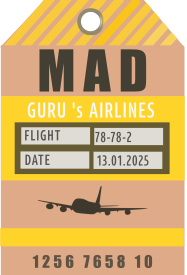 MAD
GURU 's AIRLINES
FLIGHT 78-78-2
DATE 13.01.2025
1256 7658 10